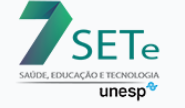 7 SETe
SAÚDE, EDUCAÇÃO E TECNOLOGIA
unesp